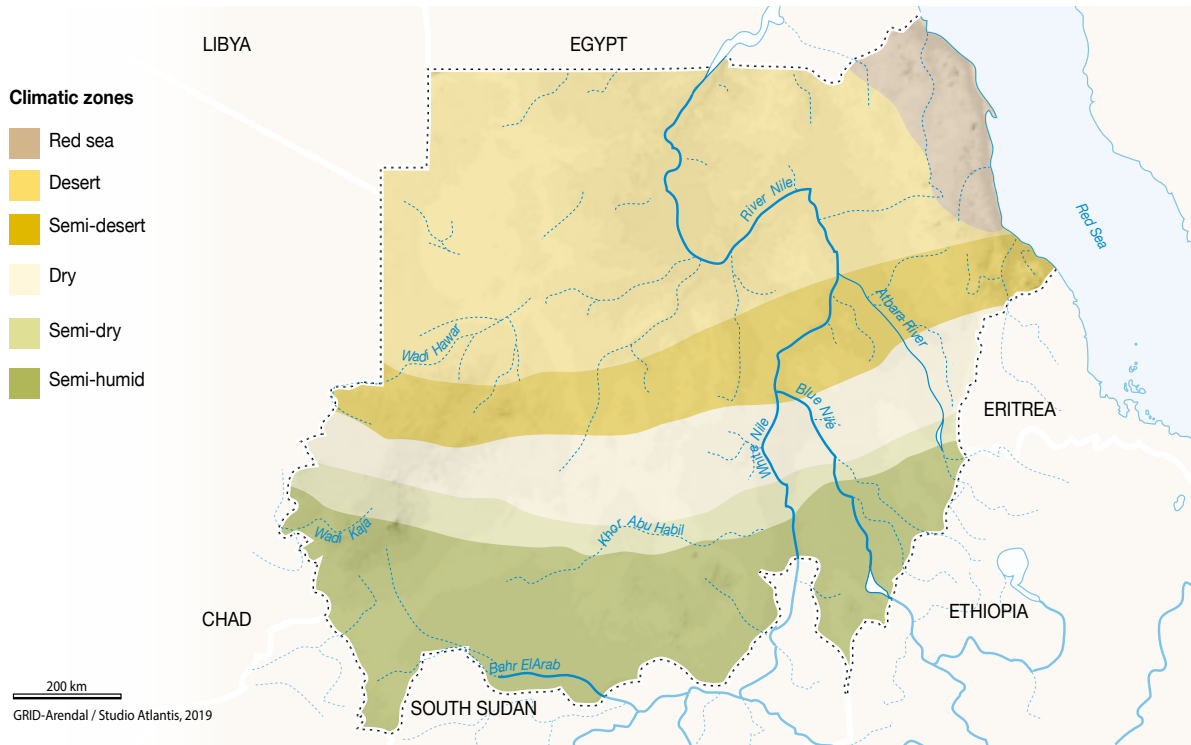 LIBYA
EGYPT
Climatic zones
Red sea
Desert
Semi-desert
Dry
Semi-dry
Semi-humid
River Nile
Red Sea
Atbara River
Wadi Hawar
Blue Nile
White Nile
ERITREA
Khor Abu Habil
Wadi Kaja
CHAD
ETHIOPIA
Bahr ElArab
SOUTH SUDAN
200 km
GRID-Arendal / Studio Atlantis, 2019